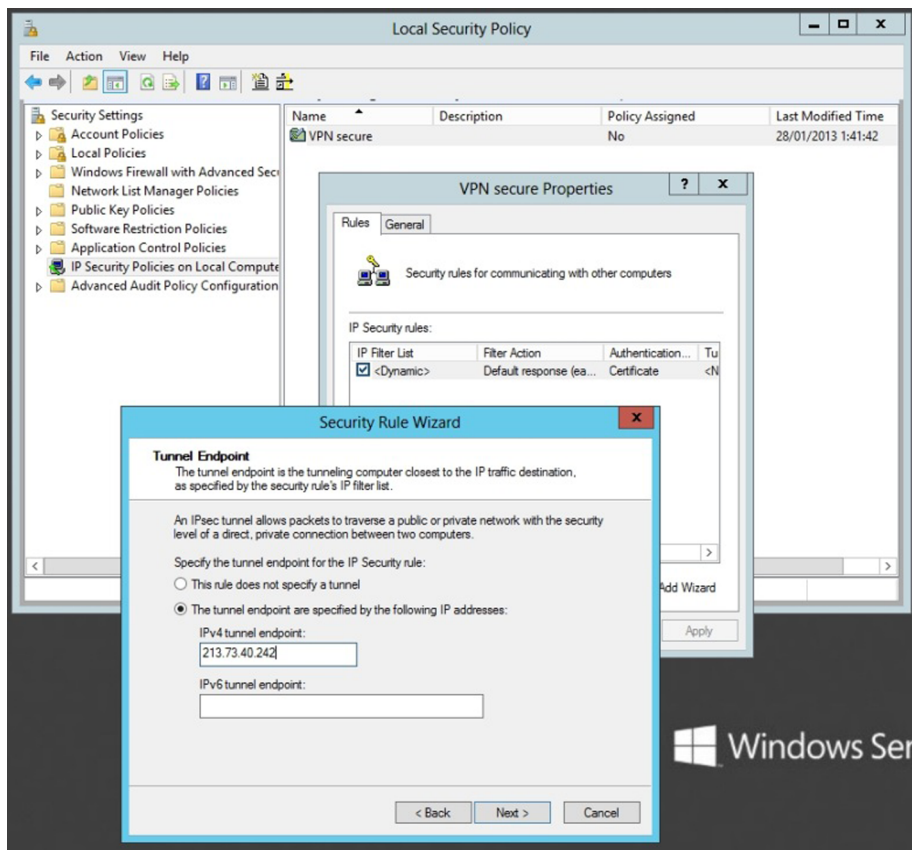 Local Security Policy
File Action View Help
Security Settings
Account Policies
Local Policies
Windows Firewall with Advanced Secu
Network List Manager Policies
Public Key Policies
Software Restriction Policies
Application Control Policies
IP Security Policies on Local Compute
Advanced Audit Policy Configuration
Name Description Policy Assigned Last Modified Time
VPN secure No 28/01/2013 1:41:42
VPN secure Properties ? x
Rules General
Security rules for communicating with other computers
IP Security rules:
IP Filter List Filter Action Authentication... Tu
<Dynamic> Default response (ea... Certificate <N
Add Wizard
Apply
Security Rule Wizard x
Tunnel Endpoint
The tunnel endpoint is the tunneling computer closest to the IP traffic destination,
as specified by the security rule's IP filter list.
An IPsec tunnel allows packets to traverse a public or private network with the security
level of a direct, private connection between two computers.
Specify the tunnel endpoint for the IP Security rule:
This rule does not specify a tunnel
The tunnel endpoint are specified by the following IP addresses:
IPv4 tunnel endpoint:
213.73.40.242
IPv6 tunnel endpoint:
< Back Next > Cancel
Windows Ser